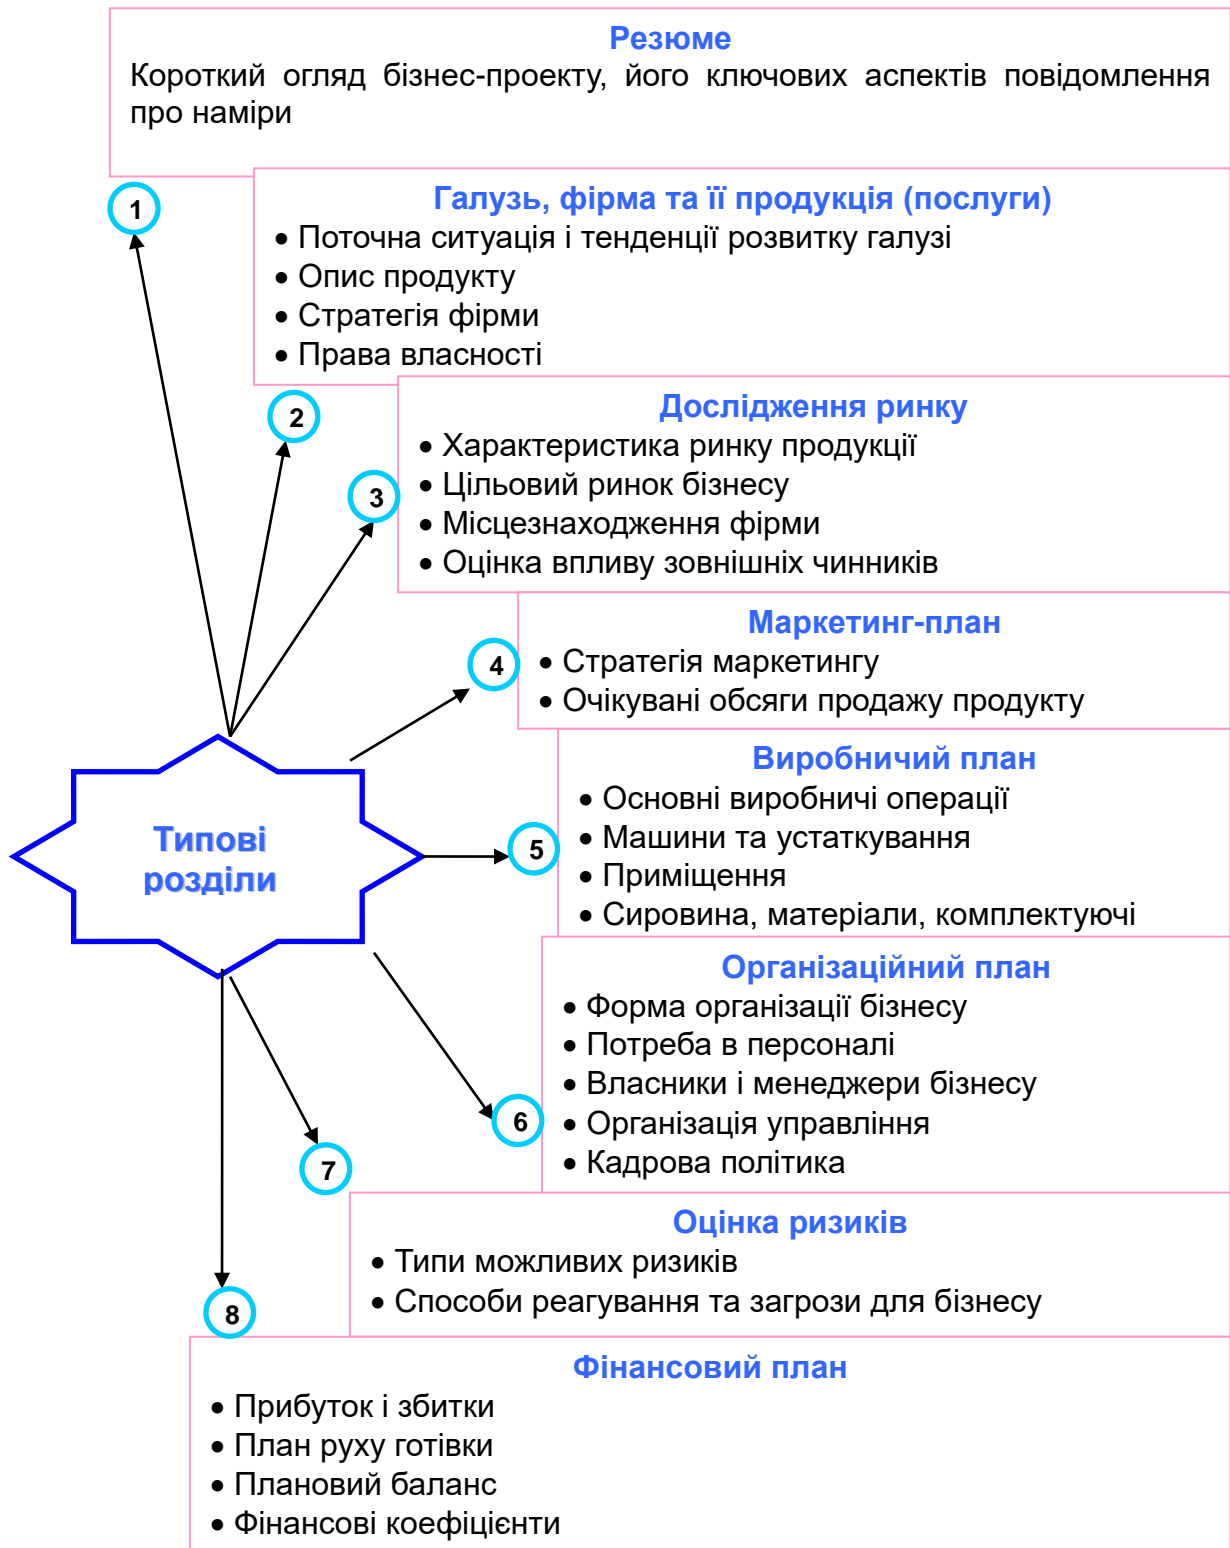 Резюме
Короткий огляд бізнес-проекту, його ключових аспектів повідомлення
про наміри
1
Галузь, фірма та її продукція (послуги)
• Поточна ситуація і тенденції розвитку галузі
• Опис продукту
• Стратегія фірми
• Права власності
2
Дослідження ринку
• Характеристика ринку продукції
• Цільовий ринок бізнесу
• Місцезнаходження фірми
• Оцінка впливу зовнішніх чинників
3
Маркетинг-план
• Стратегія маркетингу
• Очікувані обсяги продажу продукту
4
Виробничий план
• Основні виробничі операції
• Машини та устаткування
• Приміщення
• Сировина, матеріали, комплектуючі
5
Типові
розділи
Організаційний план
• Форма організації бізнесу
• Потреба в персоналі
• Власники і менеджери бізнесу
• Організація управління
• Кадрова політика
6
7
Оцінка ризиків
• Типи можливих ризиків
• Способи реагування та загрози для бізнесу
8
Фінансовий план
• Прибуток і збитки
• План руху готівки
• Плановий баланс
• Фінансові коефіцієнти